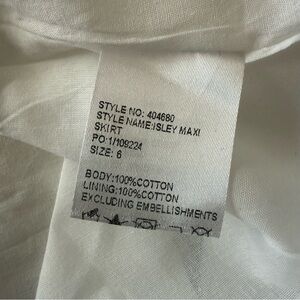 STYLE NO: 404680
STYLE NAME:ISLEY MAXI
SKIRT
PO:1/109224
SIZE: 6
BODY:100%COTTON
LINING:100%COTTON
EXCLUDING EMBELLISHMENTS